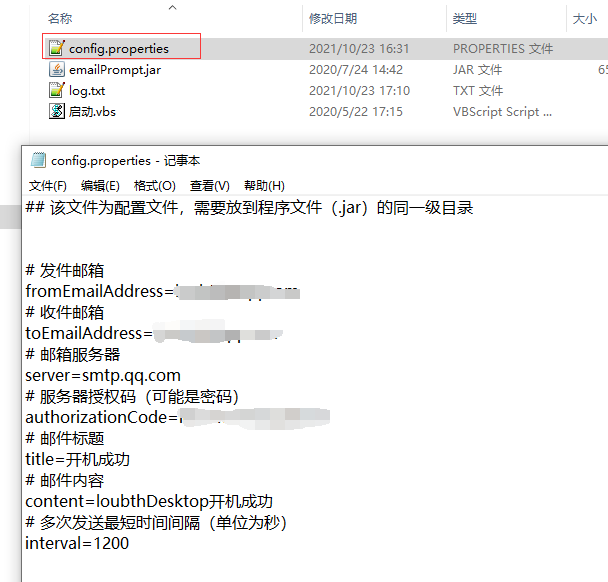 名称 修改日期 类型 大小
config.properties 2021/10/23 16:31 PROPERTIES 文件
emailPrompt.jar 2020/7/24 14:42 JAR 文件
log.txt 2021/10/23 17:10 TXT 文件
启动.vbs 2020/5/22 17:15 VBScript Script ...
config.properties - 记事本
文件(F) 编辑(E) 格式(O) 查看(V) 帮助(H)
## 该文件为配置文件，需要放到程序文件（.jar）的同一级目录
# 发件邮箱
fromEmailAddress=
# 收件邮箱
toEmailAddress=
# 邮箱服务器
server=smtp.qq.com
# 服务器授权码（可能是密码）
authorizationCode=
# 邮件标题
title=开机成功
# 邮件内容
content=loubthDesktop开机成功
# 多次发送最短时间间隔（单位为秒）
interval=1200